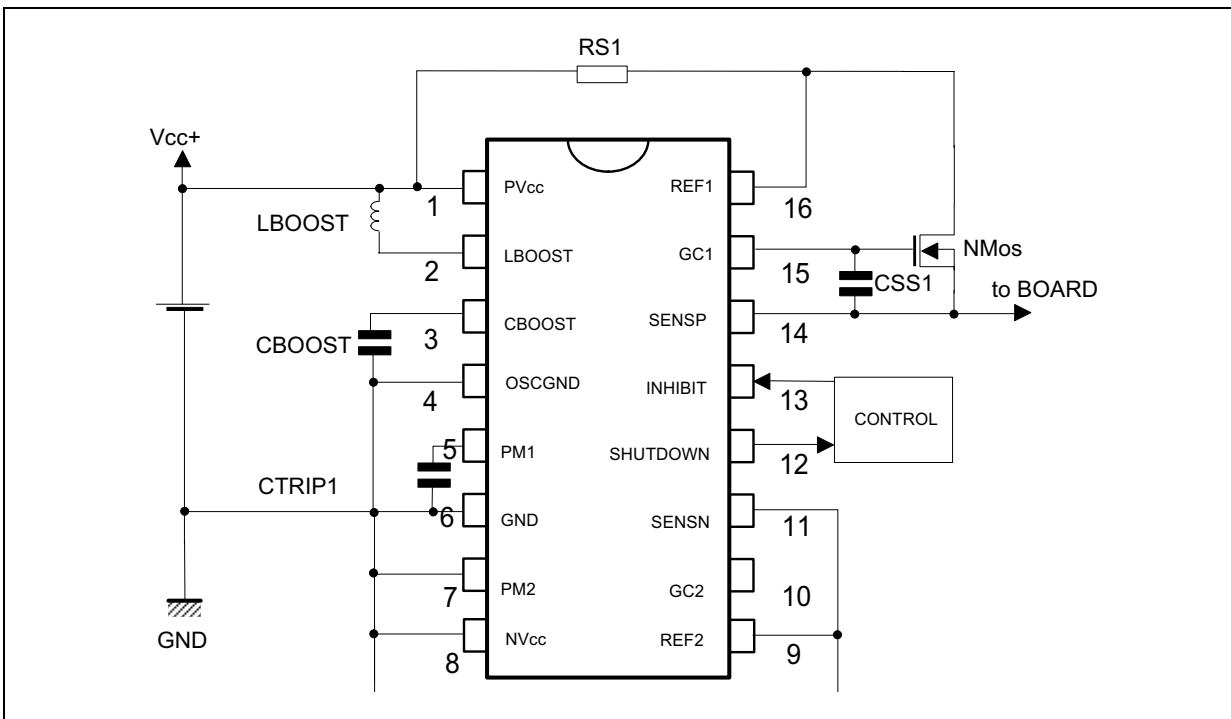 RS1
Vcc+
LBOOST
1
PVcc
REF1
16
2
LBOOST
GC1
15
NMos
CSS1
to BOARD
CBOOST
3
CBOOST
SENSP
14
4
OSCGND
INHIBIT
13
CONTROL
5
PM1
SHUTDOWN
12
CTRIP1
6
GND
SENSN
11
7
PM2
GC2
10
GND
8
NVcc
REF2
9